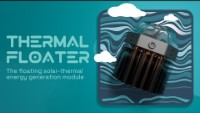 THERMAL
FLOATER
The floating solar-thermal
energy generation module